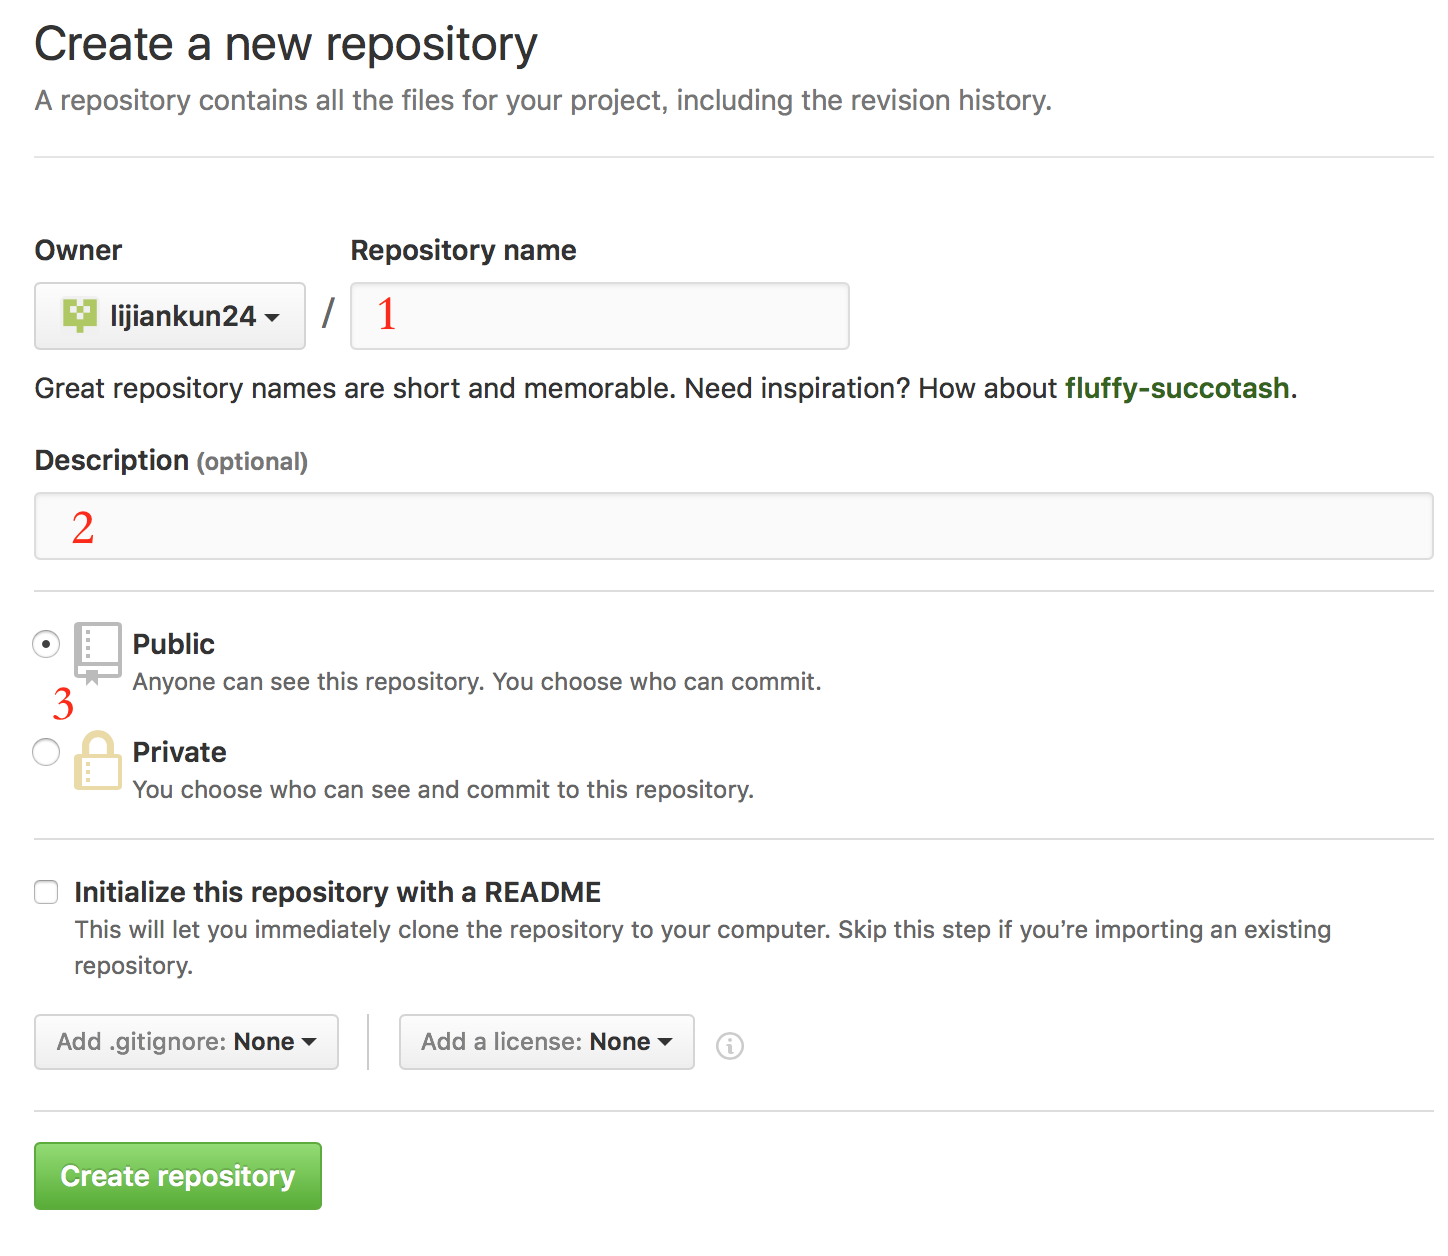 Create a new repository
A repository contains all the files for your project, including the revision history.
Owner Repository name
lijiankun24 / 1
Great repository names are short and memorable. Need inspiration? How about fluffy-succotash.
Description (optional)
2
Public
Anyone can see this repository. You choose who can commit.
3
Private
You choose who can see and commit to this repository.
Initialize this repository with a README
This will let you immediately clone the repository to your computer. Skip this step if you’re importing an existing
repository.
Add .gitignore: None Add a license: None
Create repository